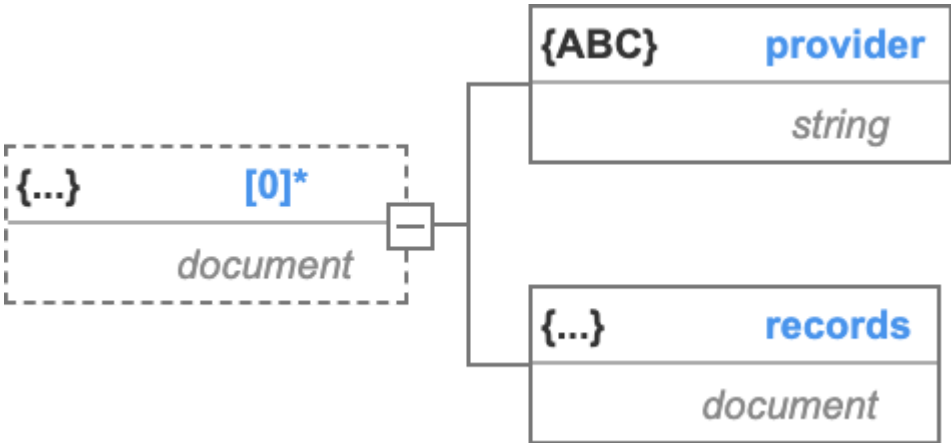 {ABC} provider
string
{...} [0]*
document
{...} records
document